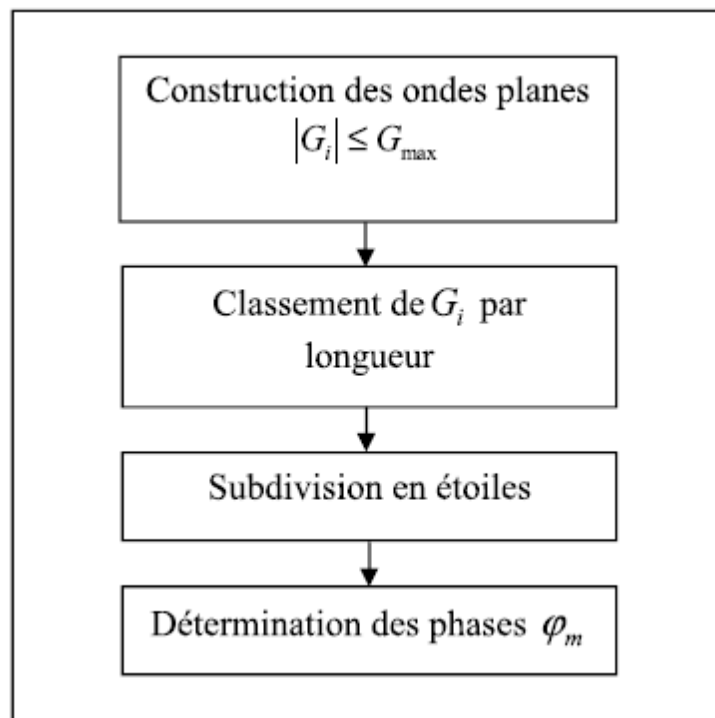 Construction des ondes planes
|G_i| ≤ G_max
Classement de G_i par
longueur
Subdivision en étoiles
Détermination des phases φ_m